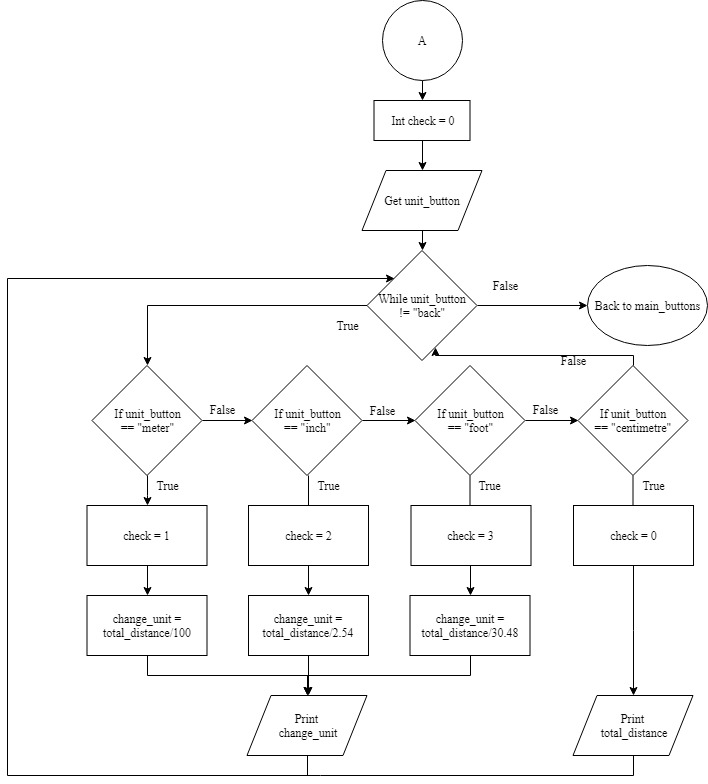 A
Int check = 0
Get unit_button
While unit_button
!= "back"
False
Back to main_buttons
True
False
If unit_button
== "meter"
False
If unit_button
== "inch"
False
If unit_button
== "foot"
False
If unit_button
== "centimetre"
True
True
True
True
check = 1
check = 2
check = 3
check = 0
change_unit =
total_distance/100
change_unit =
total_distance/2.54
change_unit =
total_distance/30.48
Print
change_unit
Print
total_distance